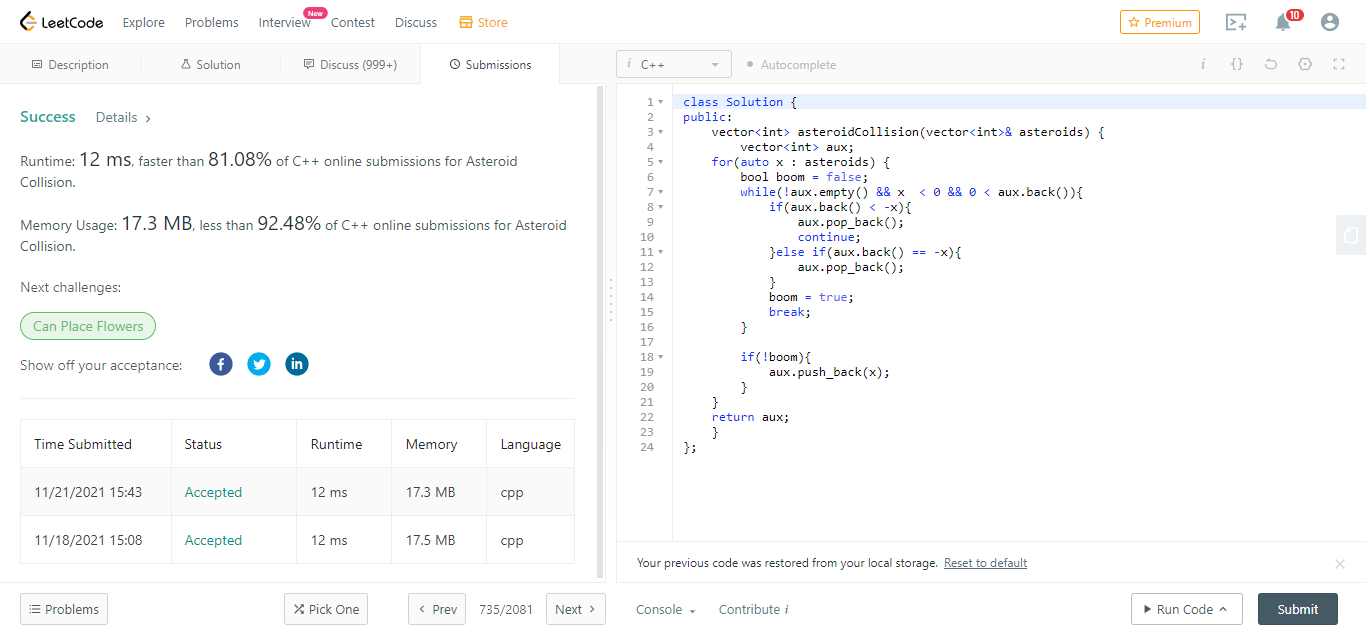 LeetCode Explore Problems Interview New Contest Discuss Store Premium 10
Description Solution Discuss (999+) Submissions
i C++ Autocomplete i {}
Success Details
Runtime: 12 ms, faster than 81.08% of C++ online submissions for Asteroid
Collision.
Memory Usage: 17.3 MB, less than 92.48% of C++ online submissions for Asteroid
Collision.
Next challenges:
Can Place Flowers
Show off your acceptance:
Time Submitted Status Runtime Memory Language
11/21/2021 15:43 Accepted 12 ms 17.3 MB cpp
11/18/2021 15:08 Accepted 12 ms 17.5 MB cpp
1 class Solution {
2 public:
3 vector<int> asteroidCollision(vector<int>& asteroids) {
4 vector<int> aux;
5 for(auto x : asteroids) {
6 bool boom = false;
7 while(!aux.empty() && x  < 0 && 0 < aux.back()){
8 if(aux.back() < -x){
9 aux.pop_back();
10 continue;
11 }else if(aux.back() == -x){
12 aux.pop_back();
13 }
14 boom = true;
15 break;
16 }
17
18 if(!boom){
19 aux.push_back(x);
20 }
21 }
22 return aux;
23 }
24 };
Your previous code was restored from your local storage. Reset to default
Problems Pick One Prev 735/2081 Next Console Contribute i Run Code Submit